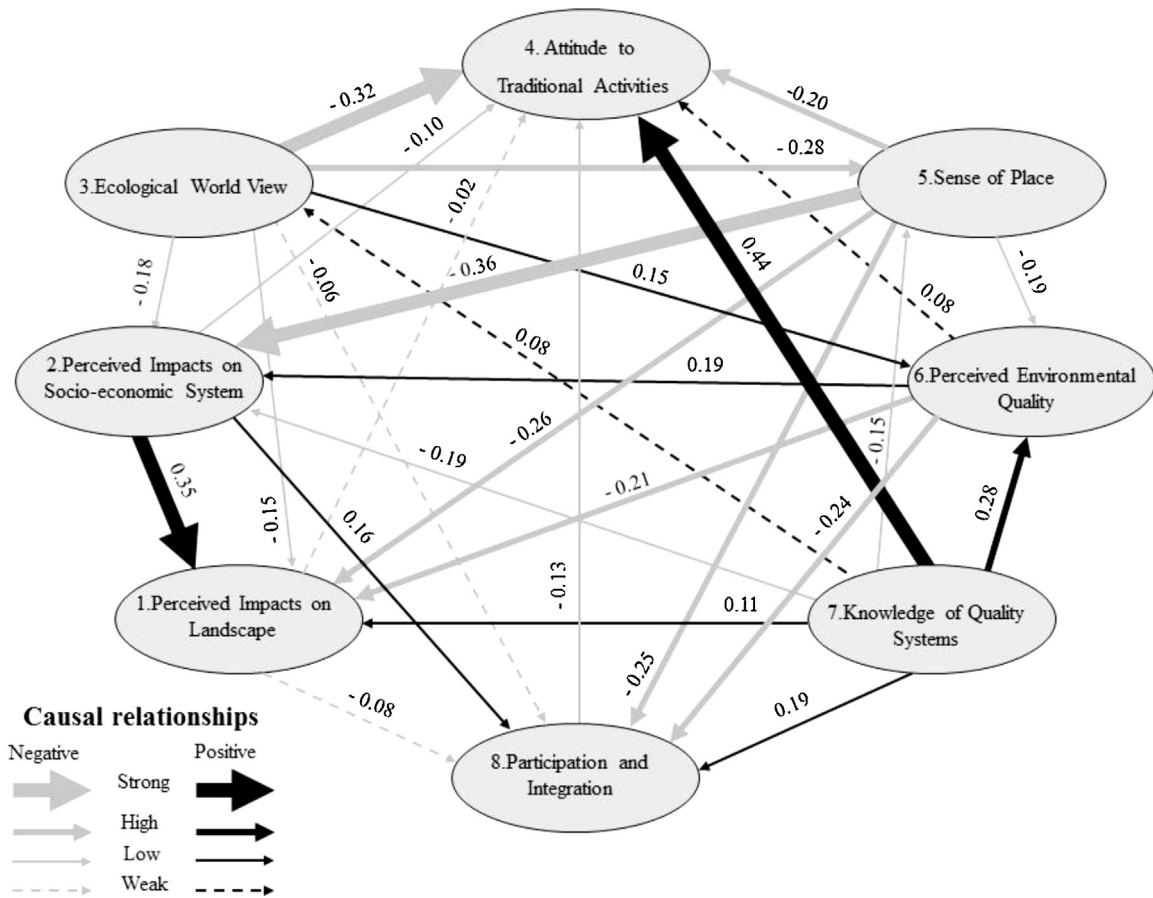 4. Attitude to
Traditional Activities
- 0.32
- 0.10
-0.20
- 0.28
3.Ecological World View
5.Sense of Place
- 0.02
- 0.18
- 0.06
- 0.36
0.15
0.44
0.08
- 0.19
0.08
2.Perceived Impacts on
Socio-economic System
0.19
6.Perceived Environmental
Quality
- 0.26
- 0.19
- 0.15
0.35
- 0.15
0.16
- 0.21
- 0.24
0.28
- 0.13
1.Perceived Impacts on
Landscape
0.11
7.Knowledge of Quality
Systems
- 0.08
- 0.25
0.19
8.Participation and
Integration
Causal relationships
Negative
Positive
Strong
High
Low
Weak